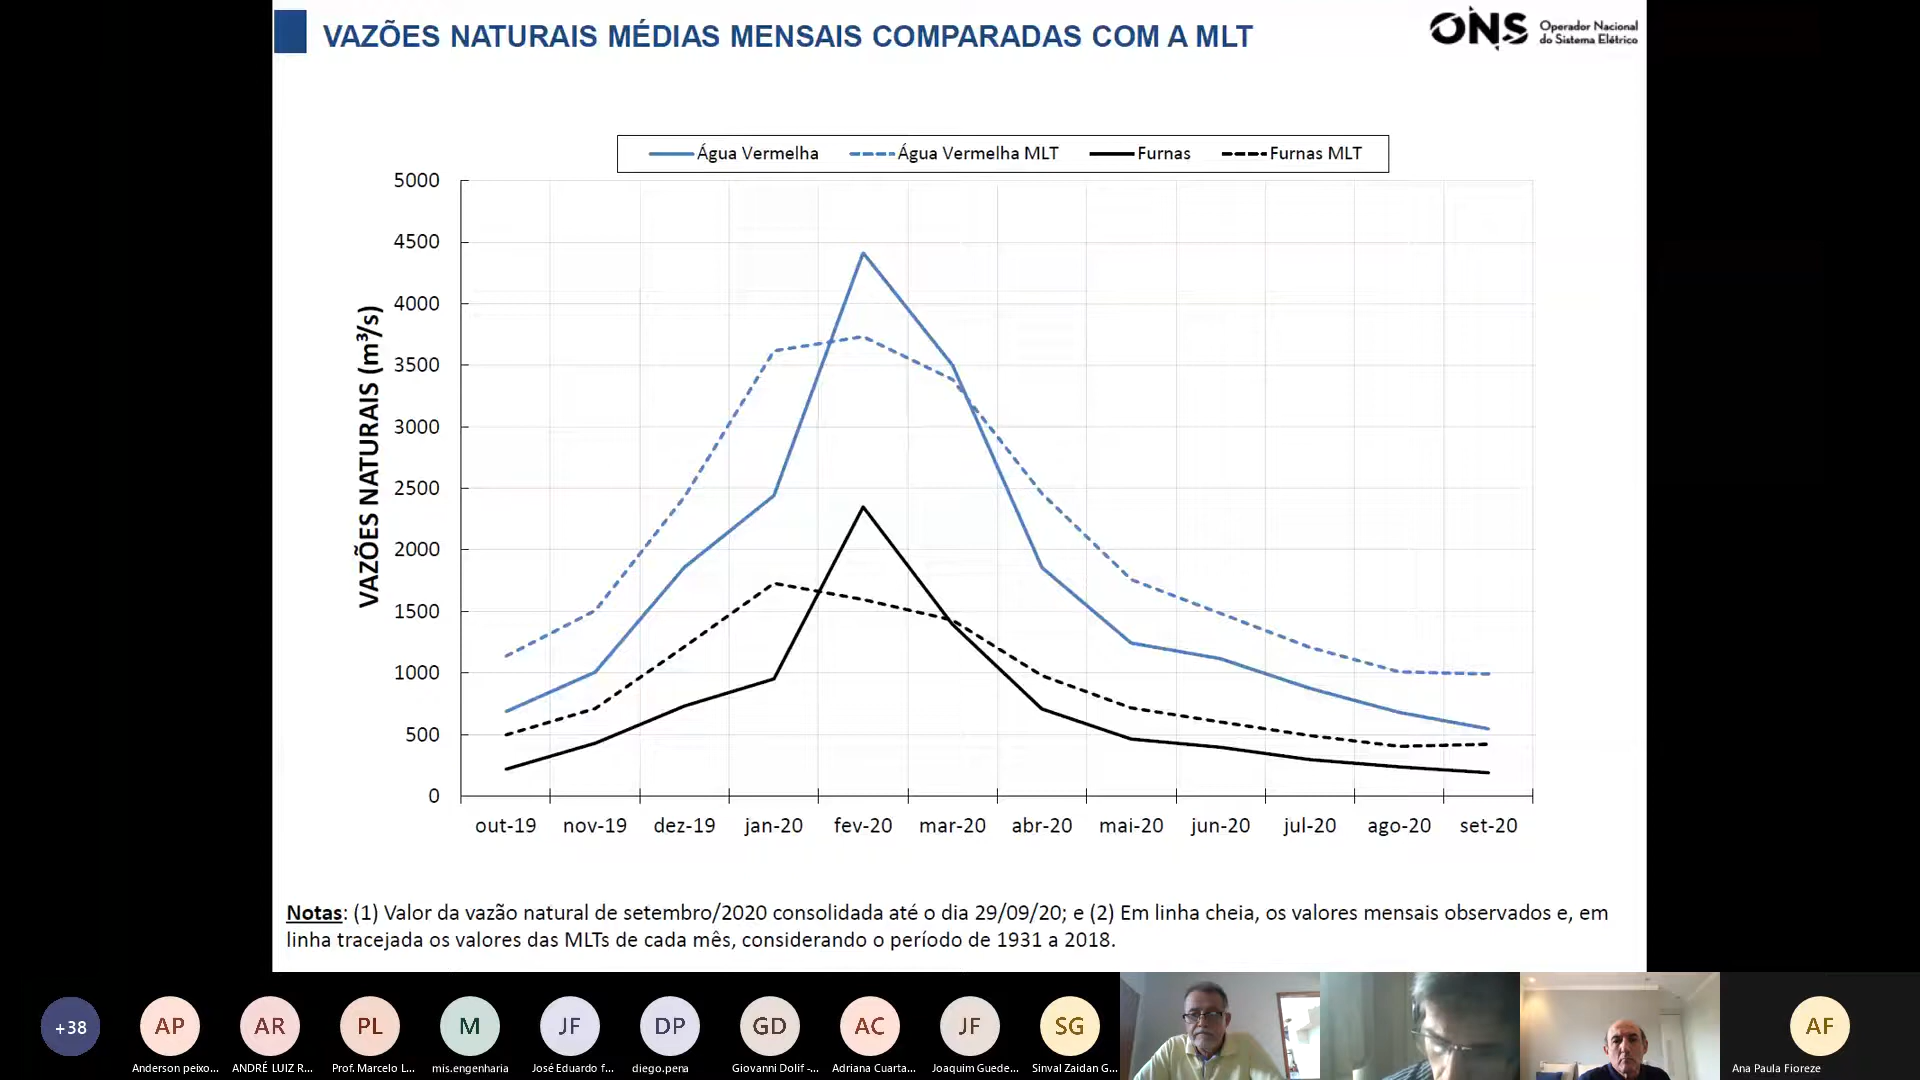 VAZÕES NATURAIS MÉDIAS MENSAIS COMPARADAS COM A MLT
ONS
Operador Nacional
do Sistema Elétrico
Água Vermelha
Água Vermelha MLT
Furnas
Furnas MLT
VAZÕES NATURAIS (m³/s)
5000
4500
4000
3500
3000
2500
2000
1500
1000
500
0
out-19 nov-19 dez-19 jan-20 fev-20 mar-20 abr-20 mai-20 jun-20 jul-20 ago-20 set-20
Notas: (1) Valor da vazão natural de setembro/2020 consolidada até o dia 29/09/20; e (2) Em linha cheia, os valores mensais observados e, em
linha tracejada os valores das MLTs de cada mês, considerando o período de 1931 a 2018.
+38 AP AR PL M JF DP GD AC JF SG AF
Anderson peixo... ANDRÉ LUIZ R... Prof. Marcelo L... mis.engenharia José Eduardo f... diego.pena Giovanni Dolif -... Adriana Cuarta... Joaquim Guede... Sinval Zaidan G... Ana Paula Fioreze